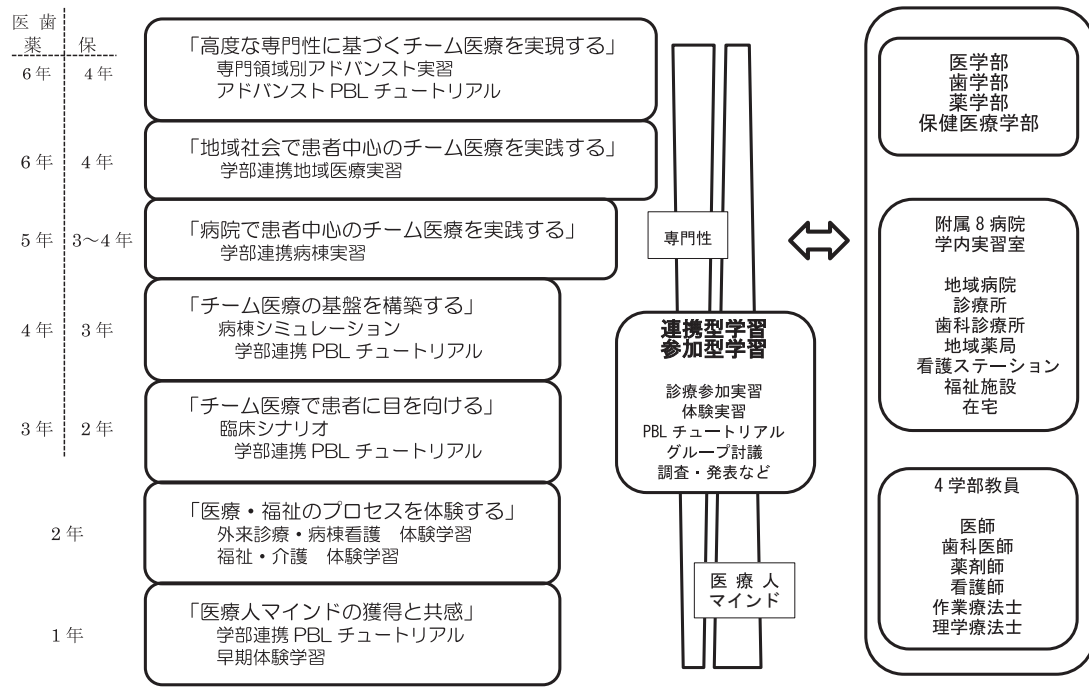 医 歯
薬 保
6年 4年
「高度な専門性に基づくチーム医療を実現する」
専門領域別アドバンスト実習
アドバンスト PBL チュートリアル
6年 4年
「地域社会で患者中心のチーム医療を実践する」
学部連携地域医療実習
5年 3～4年
「病院で患者中心のチーム医療を実践する」
学部連携病棟実習
4年 3年
「チーム医療の基盤を構築する」
病棟シミュレーション
学部連携 PBL チュートリアル
3年 2年
「チーム医療で患者に目を向ける」
臨床シナリオ
学部連携 PBL チュートリアル
2年
「医療・福祉のプロセスを体験する」
外来診療・病棟看護 体験学習
福祉・介護 体験学習
1年
「医療人マインドの獲得と共感」
学部連携 PBL チュートリアル
早期体験学習
専門性
連携型学習
参加型学習
診療参加実習
体験実習
PBL チュートリアル
グループ討議
調査・発表など
医 療 人
マインド
医学部
歯学部
薬学部
保健医療学部
附属8病院
学内実習室
地域病院
診療所
歯科診療所
地域薬局
看護ステーション
福祉施設
在宅
4学部教員
医師
歯科医師
薬剤師
看護師
作業療法士
理学療法士